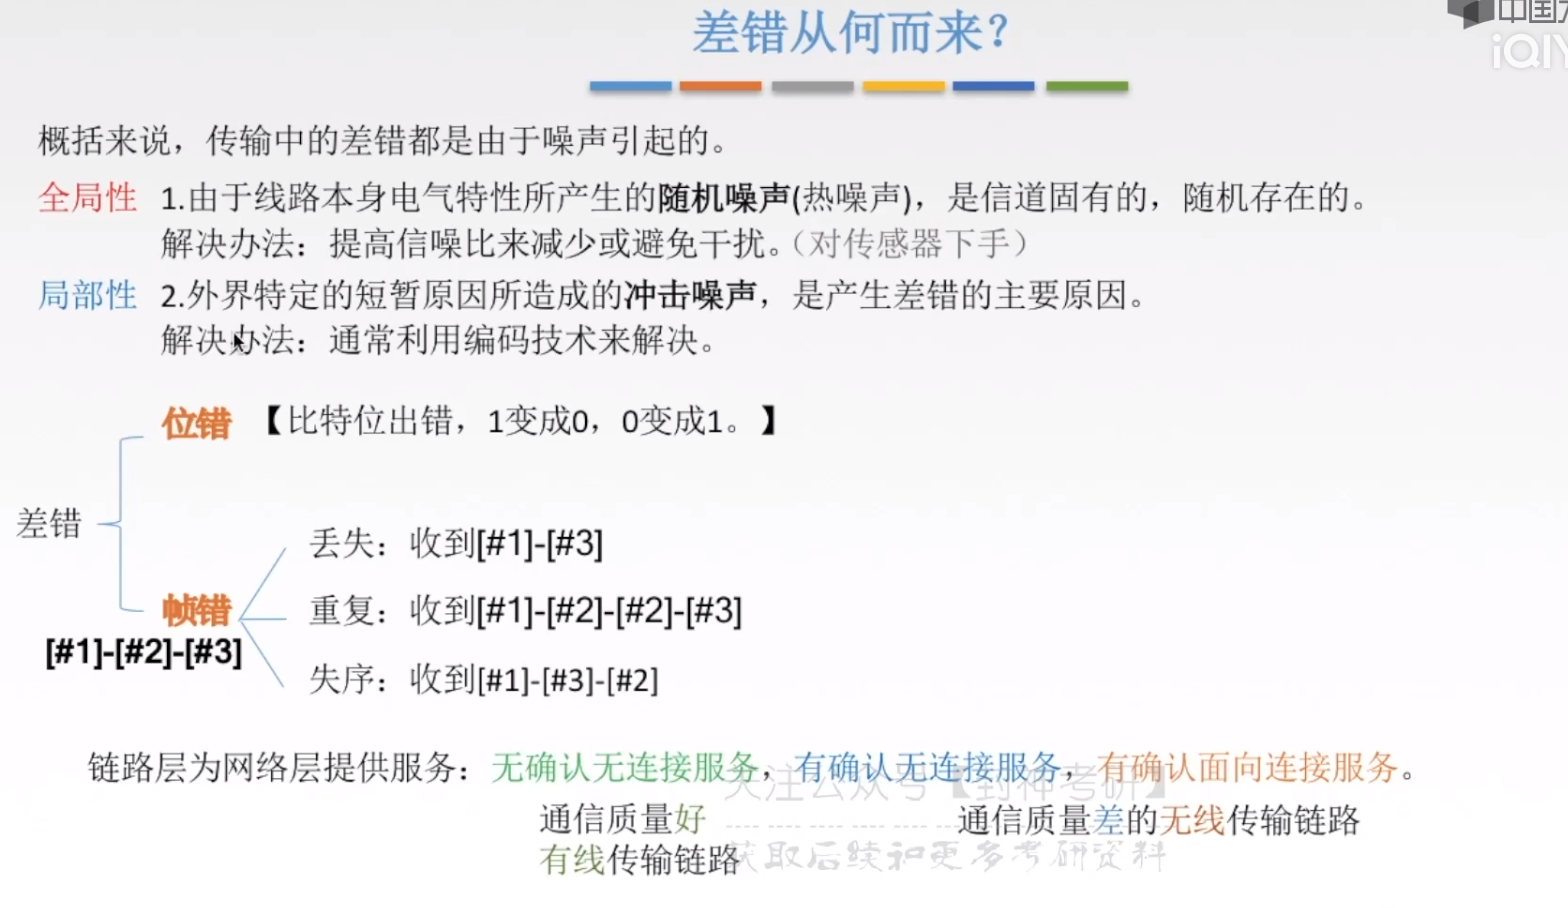 差错从何而来？
中国
iQIY
概括来说，传输中的差错都是由于噪声引起的。
全局性 1.由于线路本身电气特性所产生的随机噪声(热噪声)，是信道固有的，随机存在的。
解决办法：提高信噪比来减少或避免干扰。（对传感器下手）
局部性 2.外界特定的短暂原因所造成的冲击噪声，是产生差错的主要原因。
解决办法：通常利用编码技术来解决。
位错 【比特位出错，1变成0，0变成1。】
差错
丢失：收到[#1]-[#3]
帧错 重复：收到[#1]-[#2]-[#2]-[#3]
[#1]-[#2]-[#3]
失序：收到[#1]-[#3]-[#2]
链路层为网络层提供服务：无确认无连接服务，有确认无连接服务，有确认面向连接服务。
关注公众号【封神考研】
通信质量好 通信质量差的无线传输链路
有线传输链路
获取后续和更多考研资料